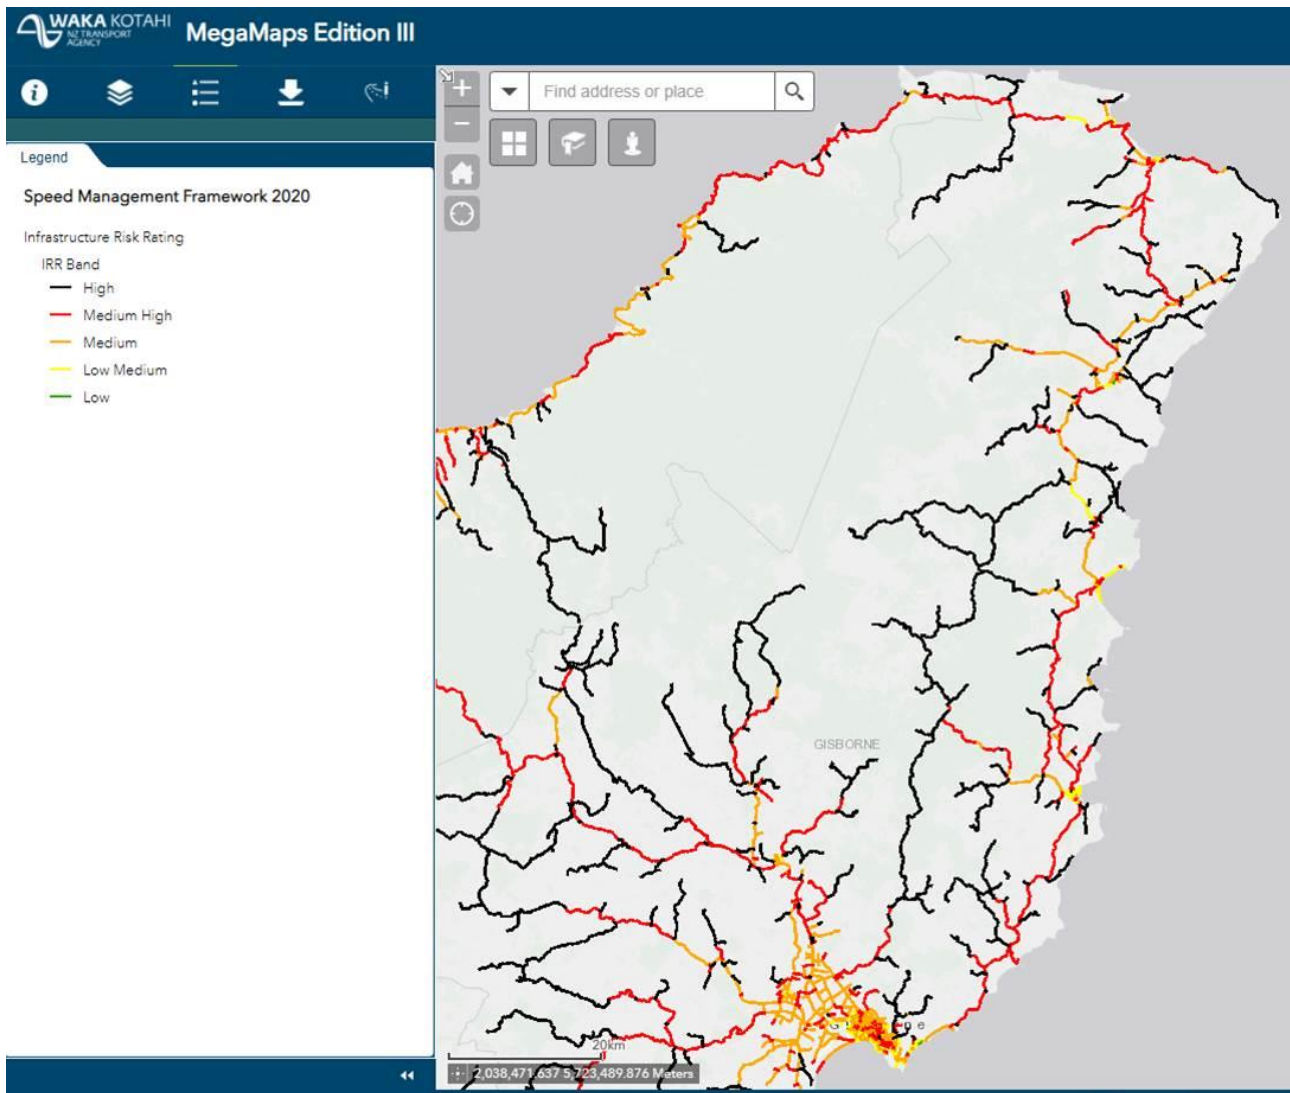 WAKA KOTAHI
NZ TRANSPORT
AGENCY
MegaMaps Edition III
Find address or place
Legend
Speed Management Framework 2020
Infrastructure Risk Rating
IRR Band
High
Medium High
Medium
Low Medium
Low
GISBORNE
20km
2,038,471.637 5,723,489.876 Meters